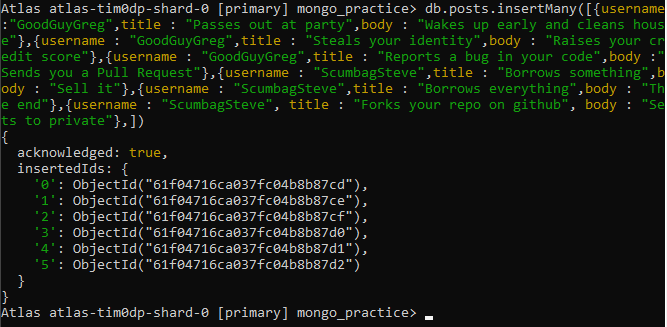 Atlas atlas-tim0dp-shard-0 [primary] mongo_practice> db.posts.insertMany([{username
:"GoodGuyGreg",title : "Passes out at party",body : "Wakes up early and cleans hous
e"},{username : "GoodGuyGreg",title : "Steals your identity",body : "Raises your cr
edit score"},{username : "GoodGuyGreg",title : "Reports a bug in your code",body :"
Sends you a Pull Request"},{username : "ScumbagSteve",title : "Borrows something",b
ody : "Sell it"},{username : "ScumbagSteve",title : "Borrows everything",body : "Th
e end"},{username : "ScumbagSteve", title : "Forks your repo on github", body : "Se
ts to private"},])
{
  acknowledged: true,
  insertedIds: {
    '0': ObjectId("61f04716ca037fc04b8b87cd"),
    '1': ObjectId("61f04716ca037fc04b8b87ce"),
    '2': ObjectId("61f04716ca037fc04b8b87cf"),
    '3': ObjectId("61f04716ca037fc04b8b87d0"),
    '4': ObjectId("61f04716ca037fc04b8b87d1"),
    '5': ObjectId("61f04716ca037fc04b8b87d2")
  }
}
Atlas atlas-tim0dp-shard-0 [primary] mongo_practice>